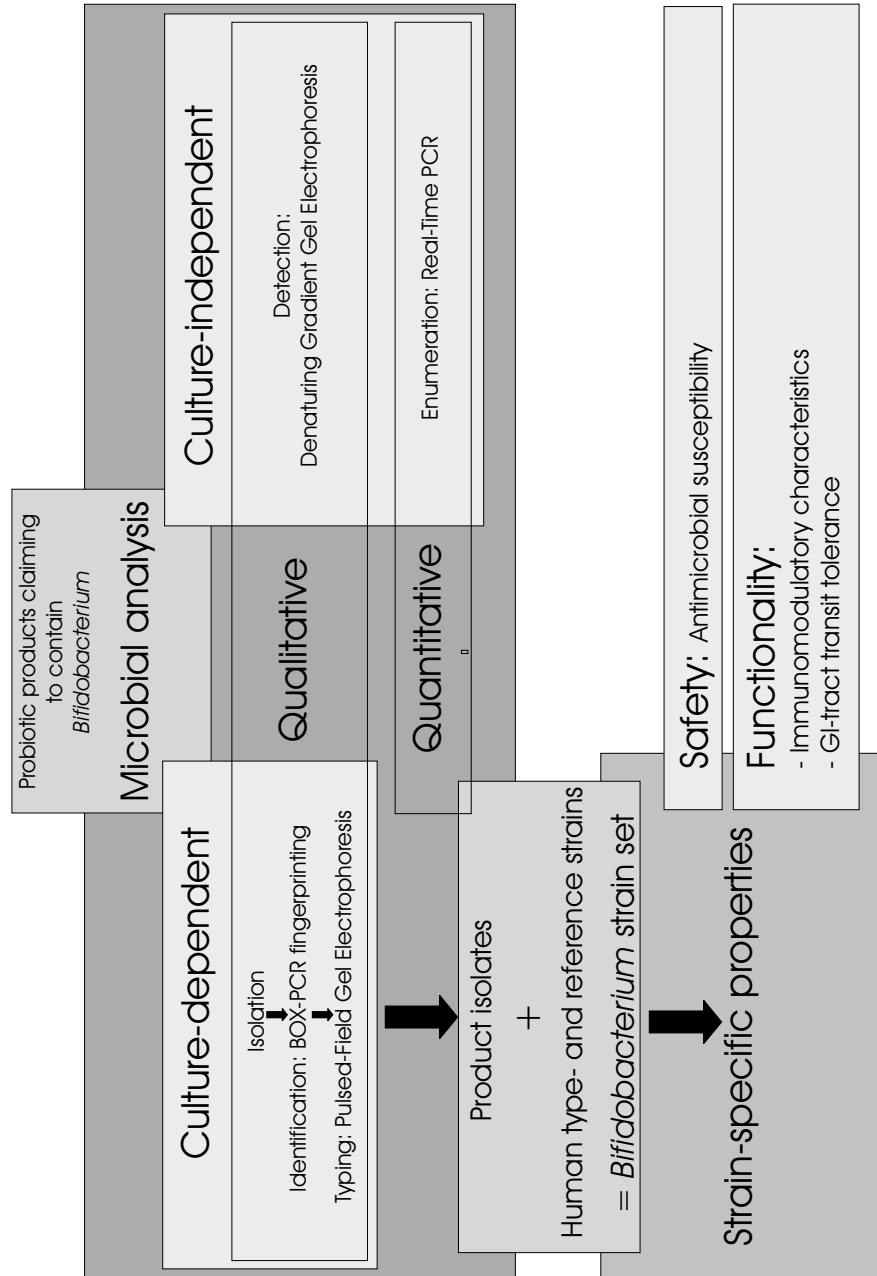 Probiotic products claiming
to contain
Bifidobacterium
Microbial analysis
Culture-dependent
Culture-independent
Qualitative
Isolation
Identification: BOX-PCR fingerprinting
Typing: Pulsed-Field Gel Electrophoresis
Detection:
Denaturing Gradient Gel Electrophoresis
Quantitative
Enumeration: Real-Time PCR
Product isolates
+
Human type- and reference strains
= Bifidobacterium strain set
Strain-specific properties
Safety: Antimicrobial susceptibility
Functionality:
- Immunomodulatory characteristics
- GI-tract transit tolerance